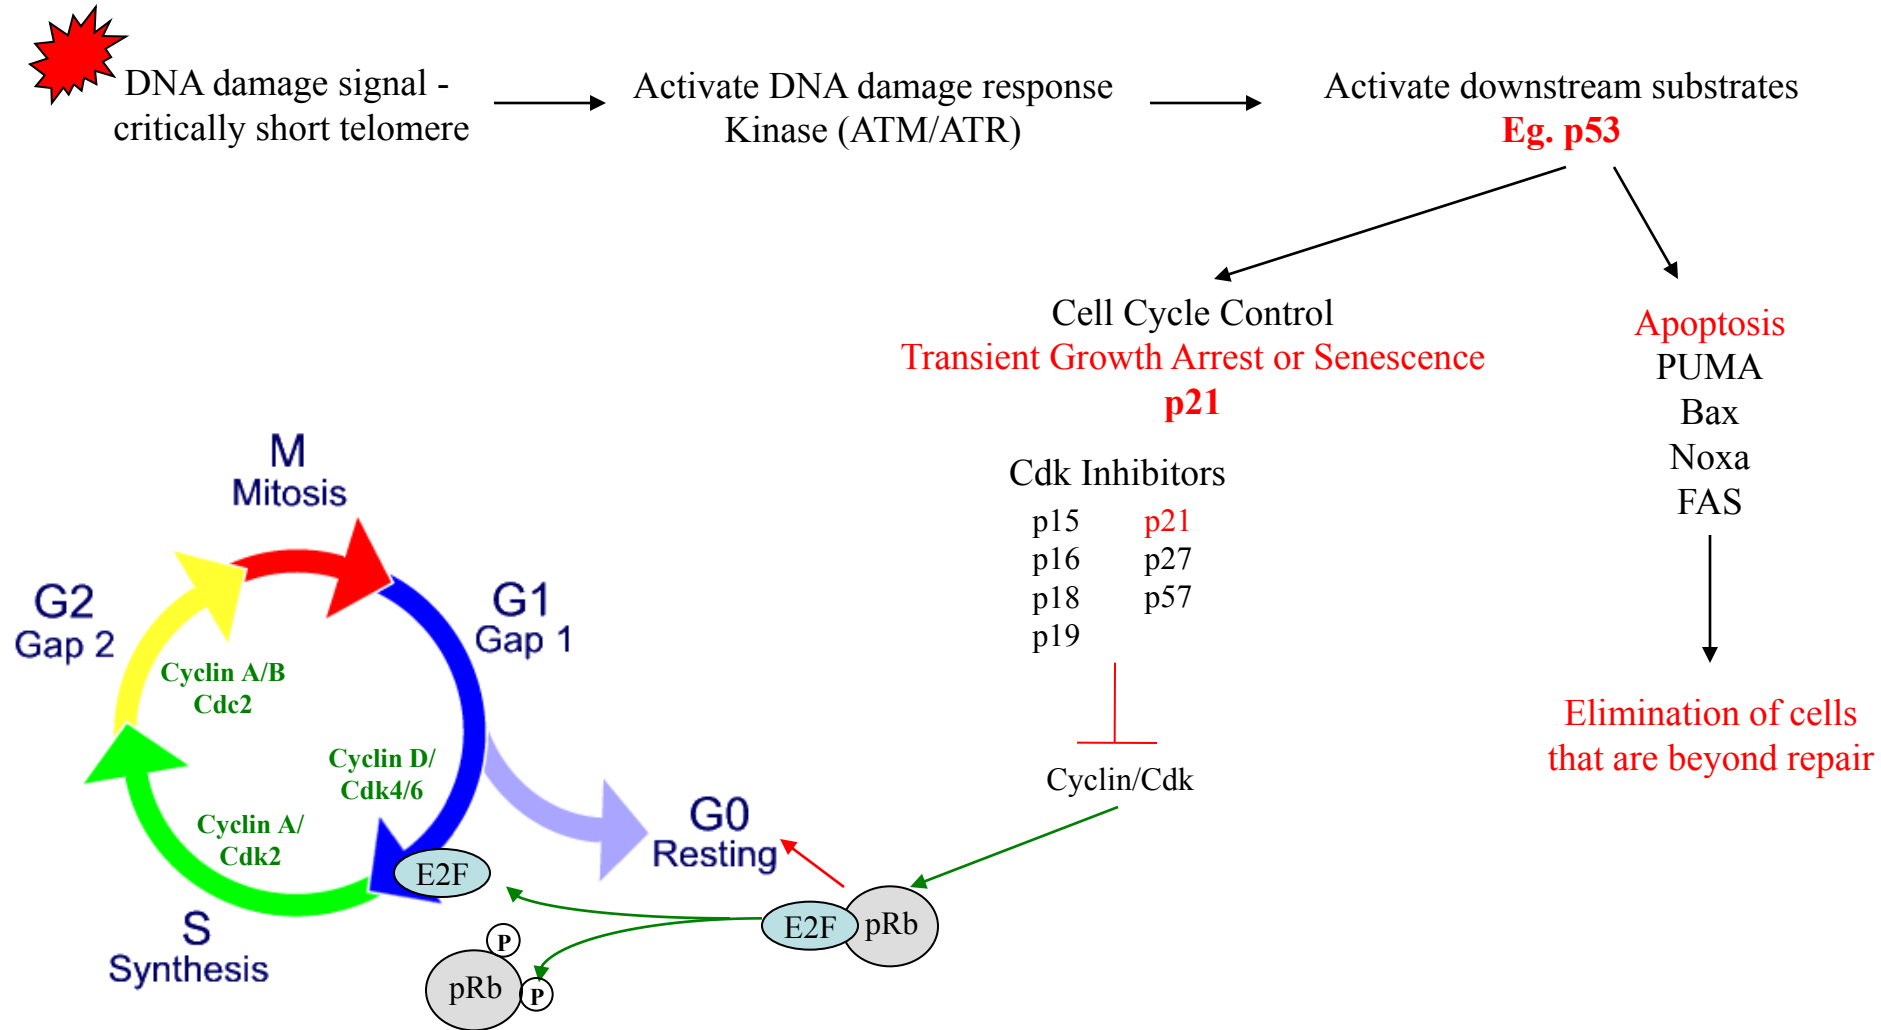 DNA damage signal -
critically short telomere
Activate DNA damage response
Kinase (ATM/ATR)
Activate downstream substrates
Eg. p53
Cell Cycle Control
Transient Growth Arrest or Senescence
p21
Apoptosis
PUMA
Bax
Noxa
FAS
Elimination of cells
that are beyond repair
Cdk Inhibitors
p15 p21
p16 p27
p18 p57
p19
Cyclin/Cdk
M
Mitosis
G1
Gap 1
G2
Gap 2
Cyclin A/B
Cdc2
Cyclin D/
Cdk4/6
Cyclin A/
Cdk2
G0
Resting
E2F
S
Synthesis
E2F
pRb
P
pRb
P